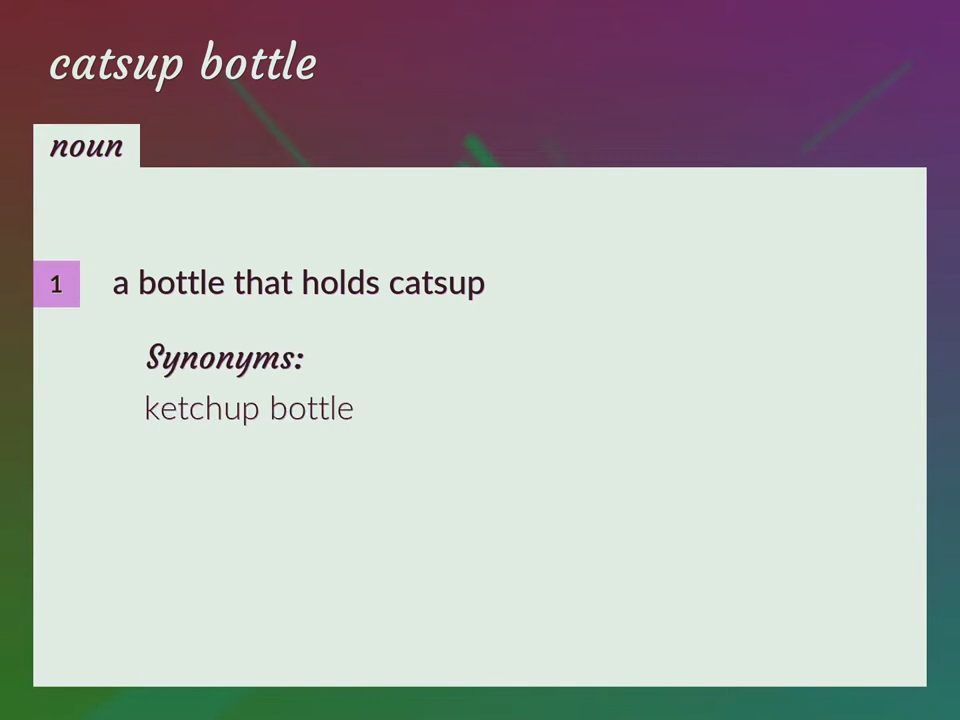 catsup bottle
noun
1
a bottle that holds catsup
Synonyms:
ketchup bottle